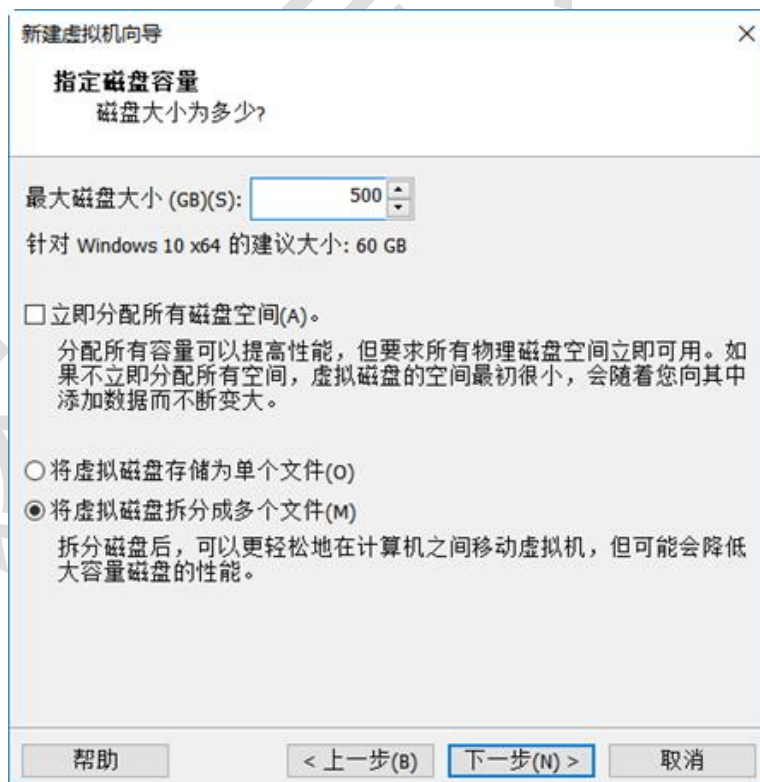 新建虚拟机向导
指定磁盘容量
磁盘大小为多少?
最大磁盘大小 (GB)(S): 500
针对 Windows 10 x64 的建议大小: 60 GB
立即分配所有磁盘空间(A)。
分配所有容量可以提高性能，但要求所有物理磁盘空间立即可用。如
果不立即分配所有空间，虚拟磁盘的空间最初很小，会随着您向其中
添加数据而不断变大。
将虚拟磁盘存储为单个文件(O)
将虚拟磁盘拆分成多个文件(M)
拆分磁盘后，可以更轻松地在计算机之间移动虚拟机，但可能会降低
大容量磁盘的性能。
帮助 < 上一步(B) 下一步(N) > 取消